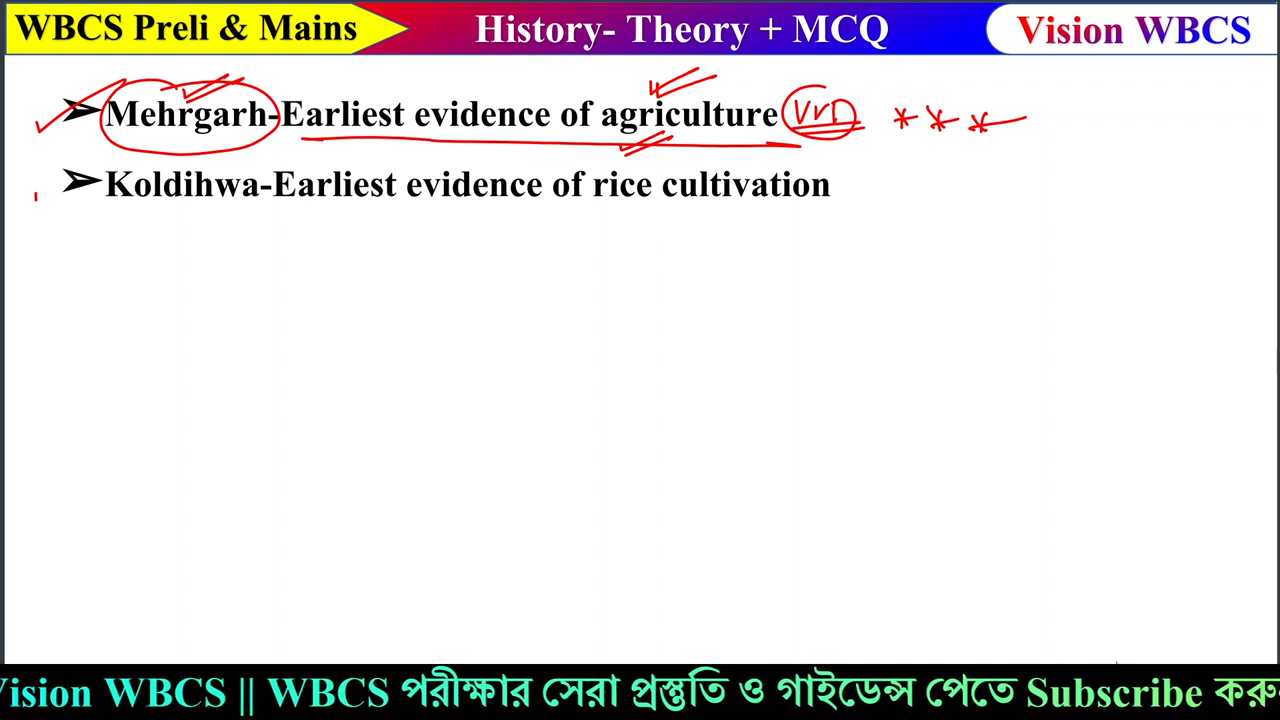 WBCS Preli & Mains
History- Theory + MCQ
Vision WBCS
➢Mehrgarh-Earliest evidence of agriculture
* * *
➢Koldihwa-Earliest evidence of rice cultivation
Vision WBCS || WBCS পরীক্ষার সেরা প্রস্তুতি ও গাইডেন্স পেতে Subscribe করু